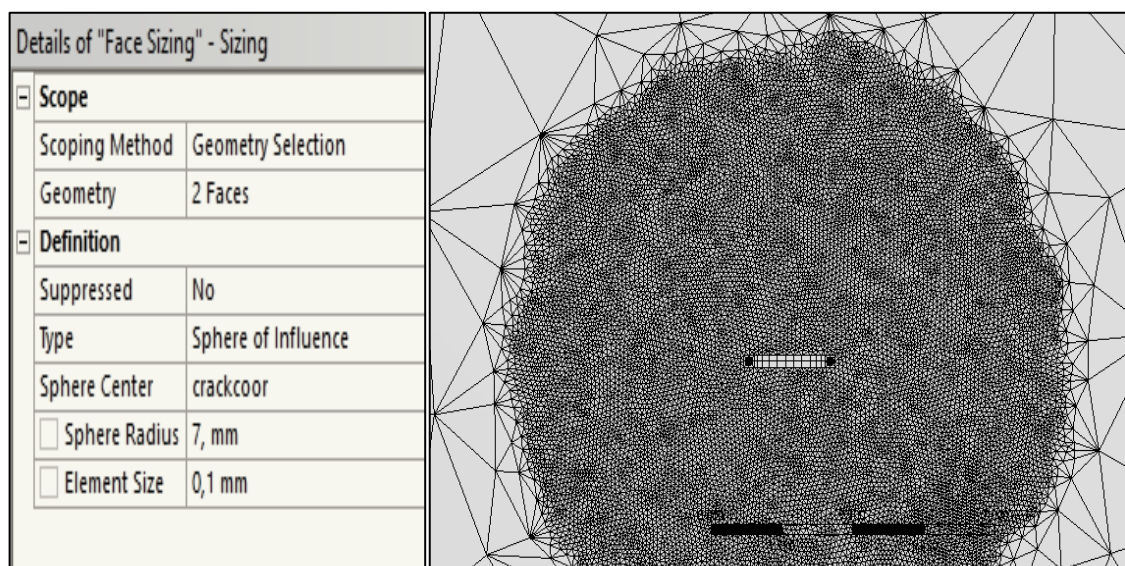 Details of "Face Sizing" - Sizing
Scope
Scoping Method Geometry Selection
Geometry 2 Faces
Definition
Suppressed No
Type Sphere of Influence
Sphere Center crackcoor
Sphere Radius 7, mm
Element Size 0,1 mm